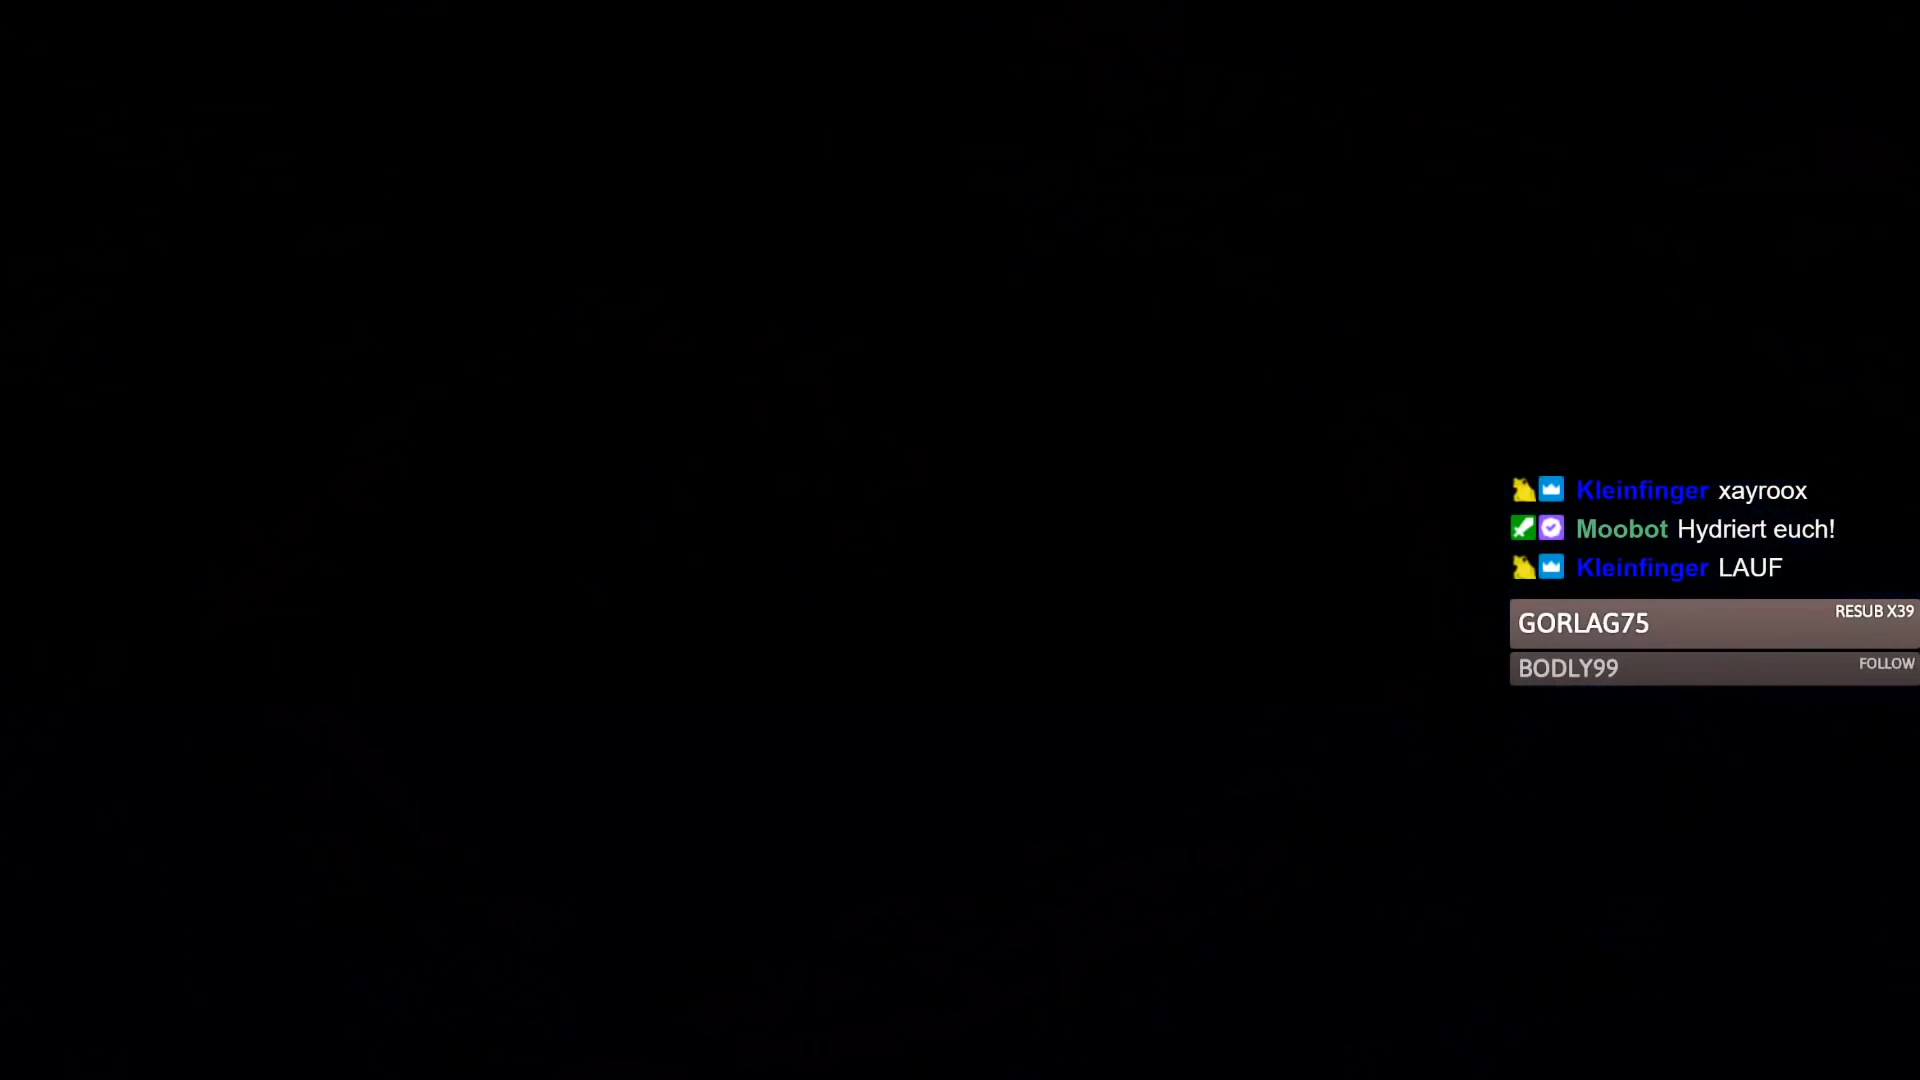 Kleinfinger xayroox
Moobot Hydriert euch!
Kleinfinger LAUF
GORLAG75 RESUB X39
BODLY99 FOLLOW